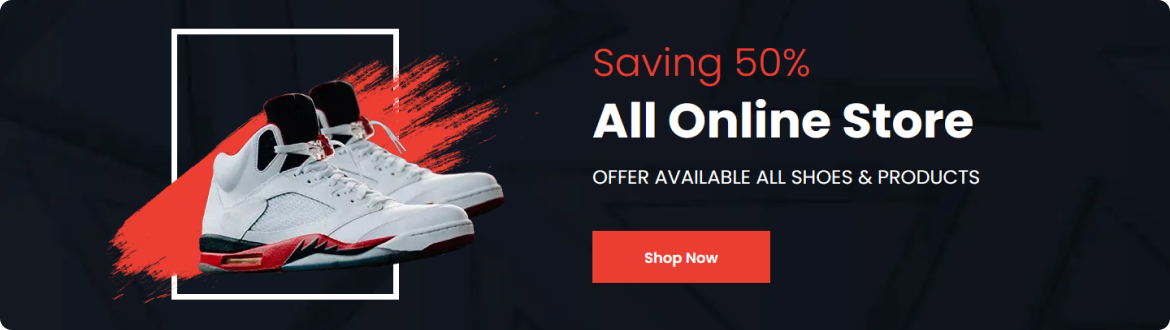 Saving 50%
All Online Store
OFFER AVAILABLE ALL SHOES & PRODUCTS
Shop Now